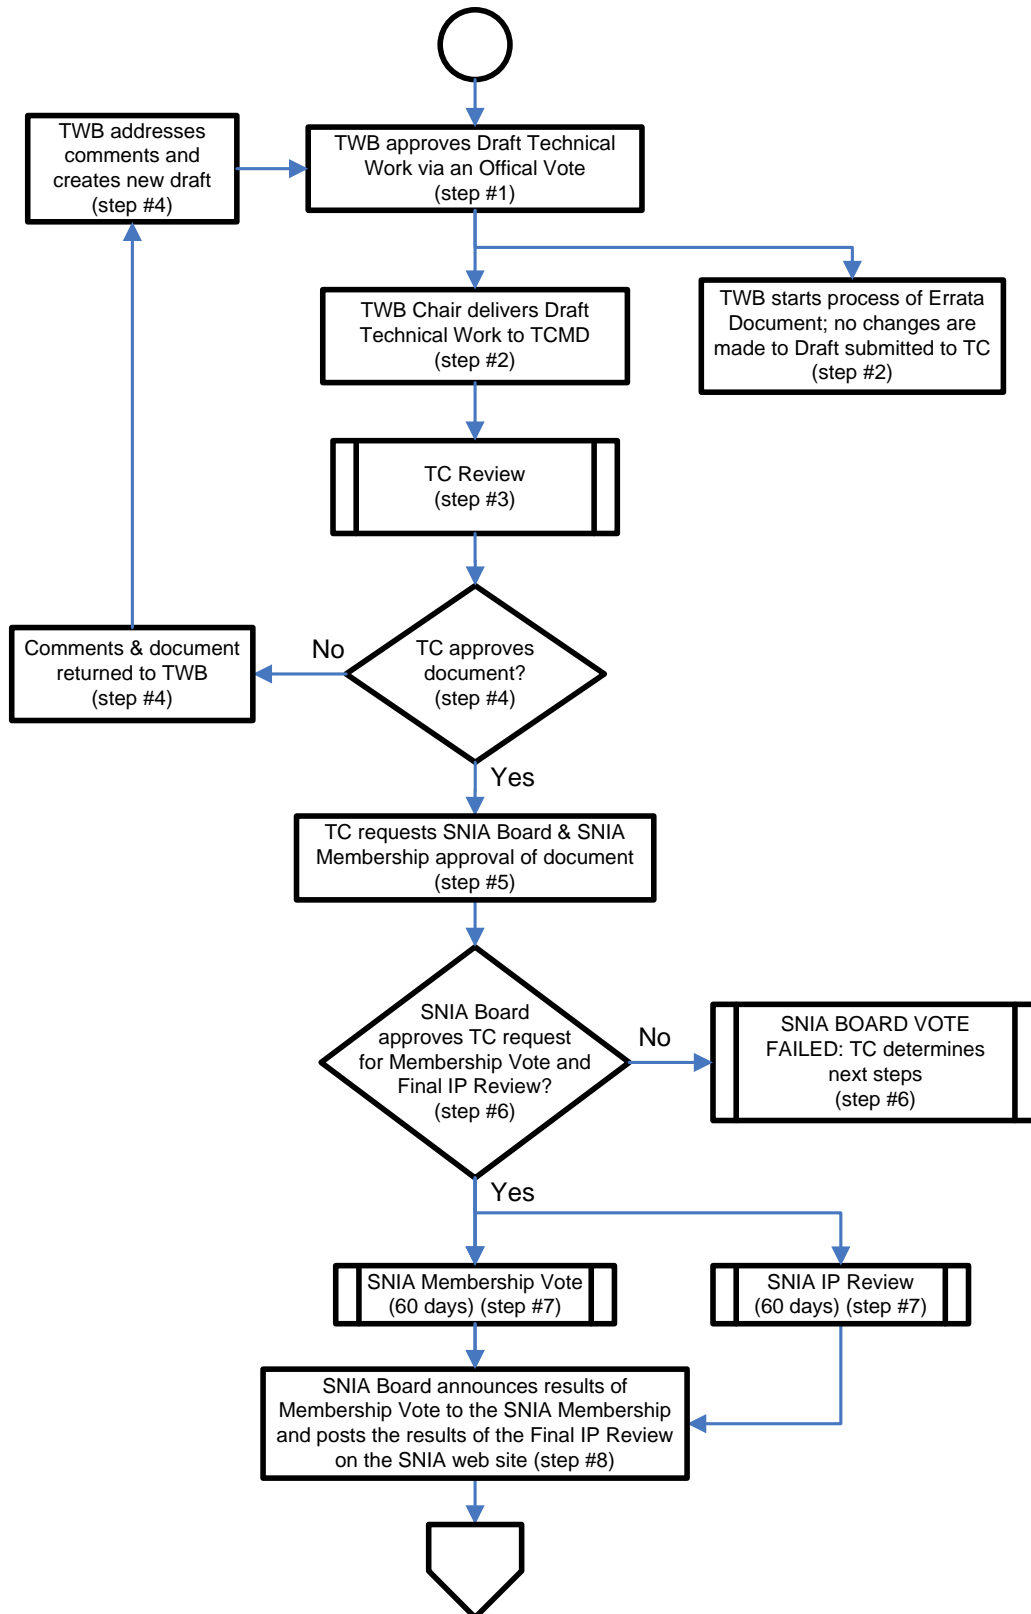 TWB addresses
comments and
creates new draft
(step #4)
TWB approves Draft Technical
Work via an Offical Vote
(step #1)
TWB Chair delivers Draft
Technical Work to TCMD
(step #2)
TWB starts process of Errata
Document; no changes are
made to Draft submitted to TC
(step #2)
TC Review
(step #3)
Comments & document
returned to TWB
(step #4)
No
TC approves
document?
(step #4)
Yes
TC requests SNIA Board & SNIA
Membership approval of document
(step #5)
SNIA Board
approves TC request
for Membership Vote and
Final IP Review?
(step #6)
No
SNIA BOARD VOTE
FAILED: TC determines
next steps
(step #6)
Yes
SNIA Membership Vote
(60 days) (step #7)
SNIA IP Review
(60 days) (step #7)
SNIA Board announces results of
Membership Vote to the SNIA Membership
and posts the results of the Final IP Review
on the SNIA web site (step #8)